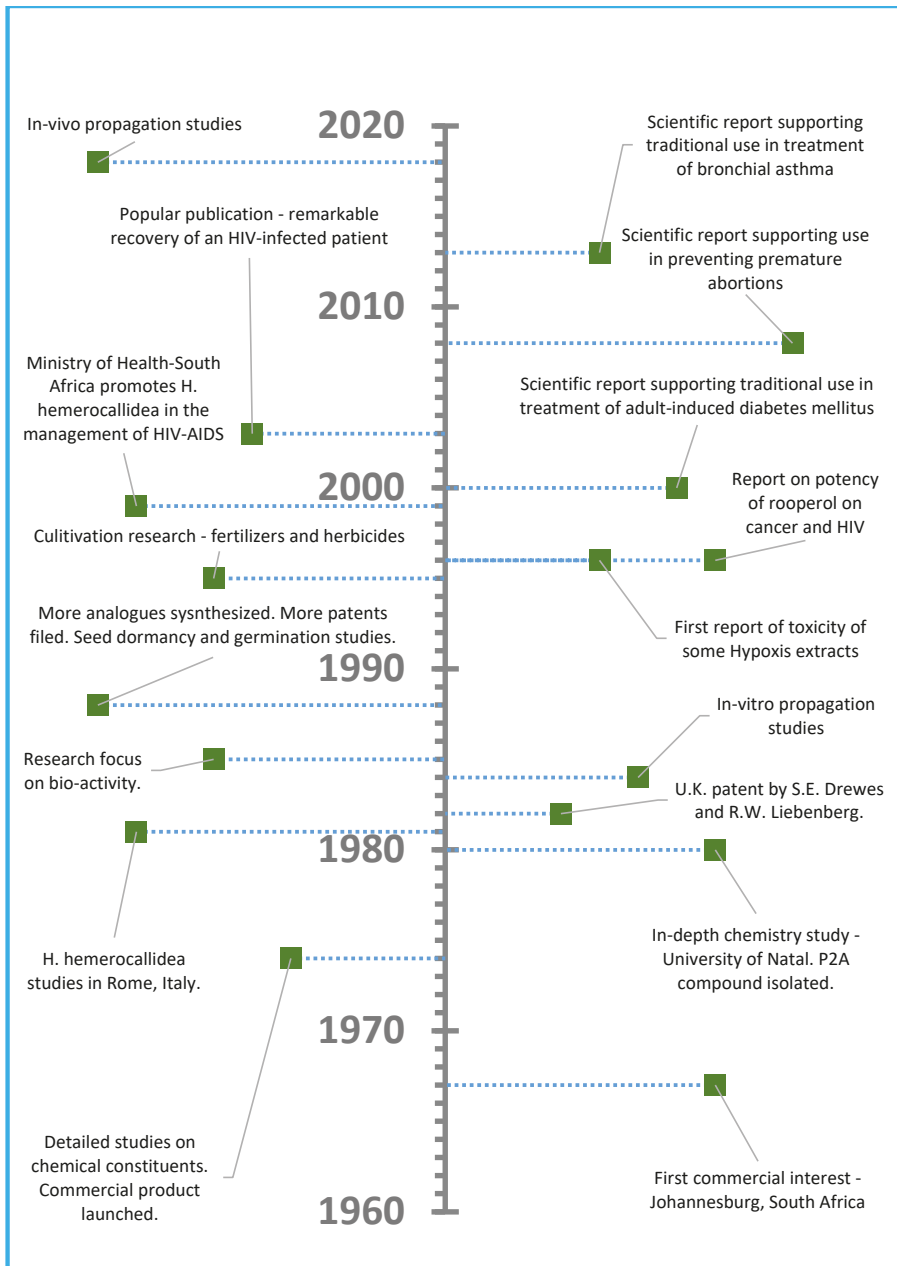 2020
In-vivo propagation studies
Scientific report supporting
traditional use in treatment
of bronchial asthma
Popular publication - remarkable
recovery of an HIV-infected patient
Scientific report supporting use
in preventing premature
abortions
2010
Ministry of Health-South
Africa promotes H.
hemerocallidea in the
management of HIV-AIDS
Scientific report supporting traditional use in
treatment of adult-induced diabetes mellitus
2000
Report on potency
of rooperol on
cancer and HIV
Culitivation research - fertilizers and herbicides
More analogues sysnthesized. More patents
filed. Seed dormancy and germination studies.
First report of toxicity of
some Hypoxis extracts
1990
In-vitro propagation
studies
Research focus
on bio-activity.
U.K. patent by S.E. Drewes
and R.W. Liebenberg.
1980
H. hemerocallidea
studies in Rome, Italy.
In-depth chemistry study -
University of Natal. P2A
compound isolated.
1970
Detailed studies on
chemical constituents.
Commercial product
launched.
First commercial interest -
Johannesburg, South Africa
1960